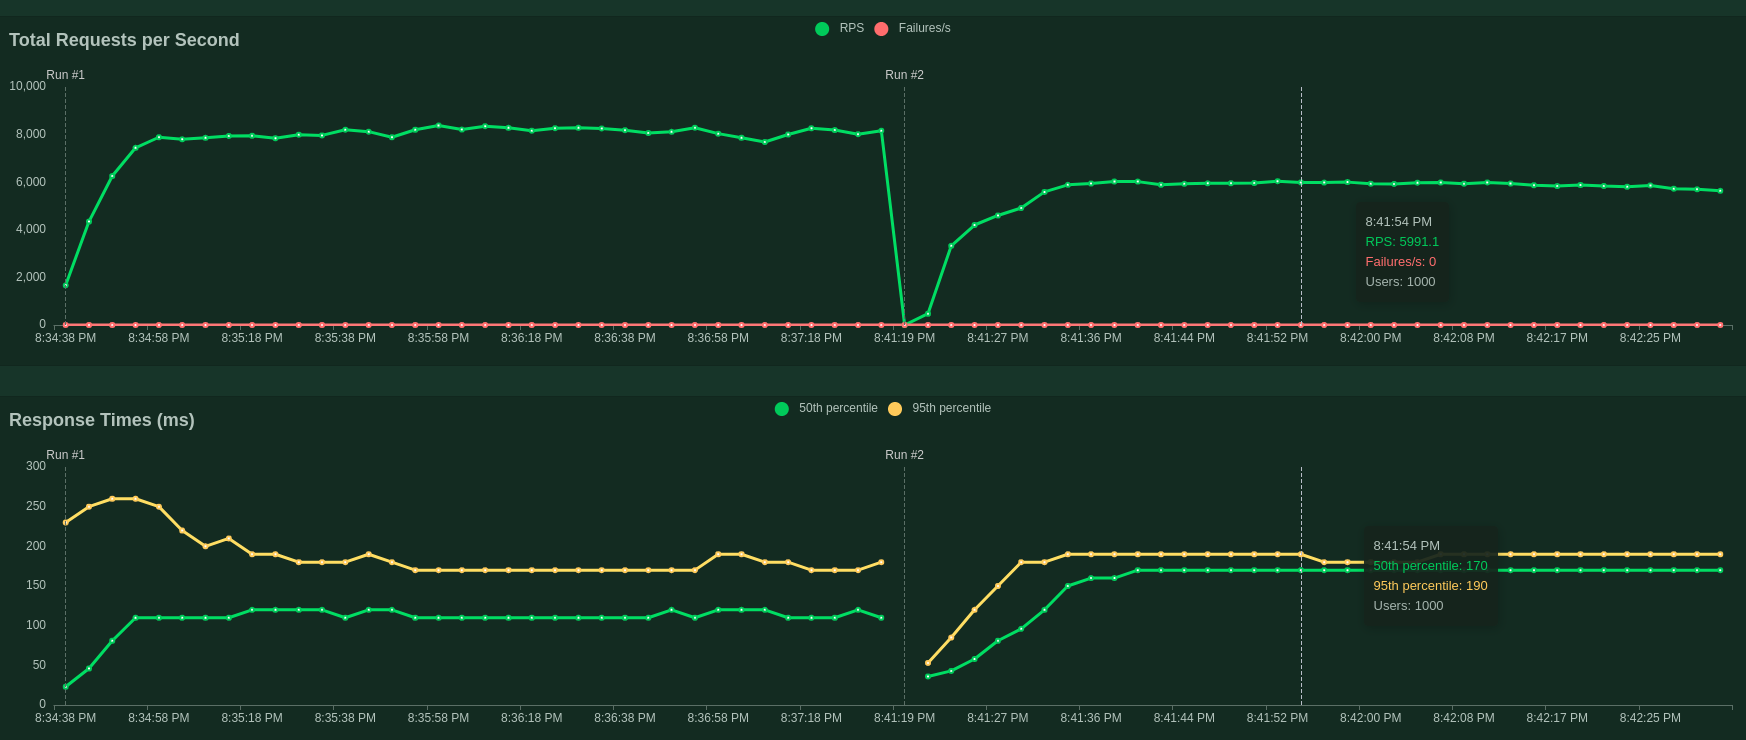 RPS Failures/s
Total Requests per Second
Run #1 Run #2
10,000
8,000
6,000
4,000
2,000
0
8:41:54 PM
RPS: 5991.1
Failures/s: 0
Users: 1000
8:34:38 PM 8:34:58 PM 8:35:18 PM 8:35:38 PM 8:35:58 PM 8:36:18 PM 8:36:38 PM 8:36:58 PM 8:37:18 PM 8:41:19 PM 8:41:27 PM 8:41:36 PM 8:41:44 PM 8:41:52 PM 8:42:00 PM 8:42:08 PM 8:42:17 PM 8:42:25 PM
50th percentile 95th percentile
Response Times (ms)
Run #1 Run #2
300
250
200
150
100
50
0
8:41:54 PM
50th percentile: 170
95th percentile: 190
Users: 1000
8:34:38 PM 8:34:58 PM 8:35:18 PM 8:35:38 PM 8:35:58 PM 8:36:18 PM 8:36:38 PM 8:36:58 PM 8:37:18 PM 8:41:19 PM 8:41:27 PM 8:41:36 PM 8:41:44 PM 8:41:52 PM 8:42:00 PM 8:42:08 PM 8:42:17 PM 8:42:25 PM